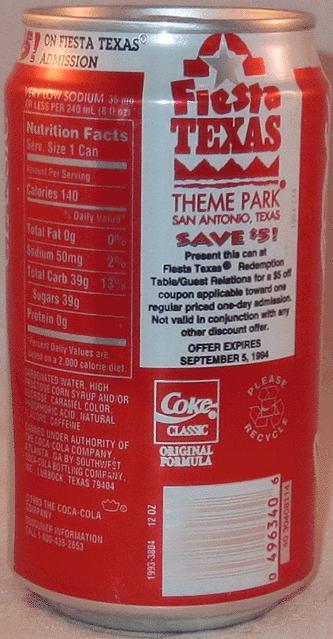 $5! ON FIESTA TEXAS®
ADMISSION
VERY LOW SODIUM 35 mg
OR LESS PER 240 mL (8 fl oz)
Nutrition Facts
Serv. Size 1 Can
Amount Per Serving
Calories 140
% Daily Value*
Total Fat 0g 0%
Sodium 50mg 2%
Total Carb 39g 13%
Sugars 39g
Protein 0g
*Percent Daily Values are
based on a 2,000 calorie diet.
CARBONATED WATER, HIGH
FRUCTOSE CORN SYRUP AND/OR
SUCROSE, CARAMEL COLOR,
PHOSPHORIC ACID, NATURAL
FLAVORS, CAFFEINE
CANNED UNDER AUTHORITY OF
THE COCA-COLA COMPANY,
ATLANTA, GA BY SOUTHWEST
COCA-COLA BOTTLING COMPANY,
INC. LUBBOCK, TEXAS 79404
©1993 THE COCA-COLA
COMPANY
CONSUMER INFORMATION
CALL 1-800-438-2653
Fiesta
TEXAS
THEME PARK®
SAN ANTONIO, TEXAS
SAVE $5!
Present this can at
Fiesta Texas® Redemption
Table/Guest Relations for a $5 off
coupon applicable toward one
regular priced one-day admission.
Not valid in conjunction with any
other discount offer.
OFFER EXPIRES
SEPTEMBER 5, 1994
Coke
CLASSIC
ORIGINAL
FORMULA
PLEASE
RECYCLE
1993-3884 12 OZ
0 496340 6